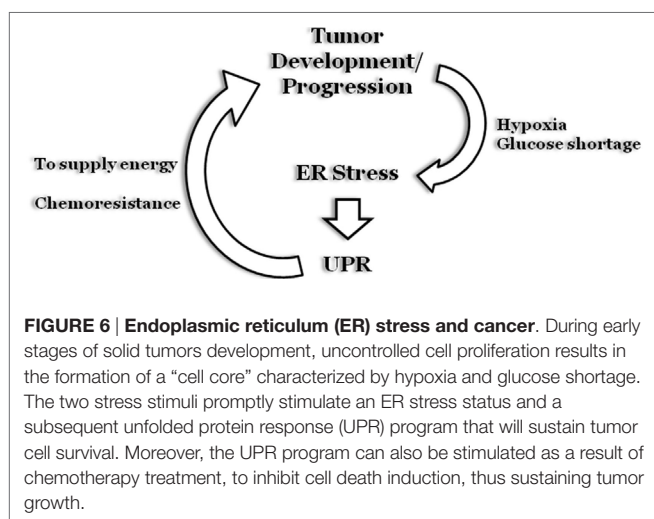 Tumor
Development/
Progression
Hypoxia
Glucose shortage
To supply energy
Chemoresistance
ER Stress
UPR
FIGURE 6 | Endoplasmic reticulum (ER) stress and cancer. During early
stages of solid tumors development, uncontrolled cell proliferation results in
the formation of a “cell core” characterized by hypoxia and glucose shortage.
The two stress stimuli promptly stimulate an ER stress status and a
subsequent unfolded protein response (UPR) program that will sustain tumor
cell survival. Moreover, the UPR program can also be stimulated as a result of
chemotherapy treatment, to inhibit cell death induction, thus sustaining tumor
growth.